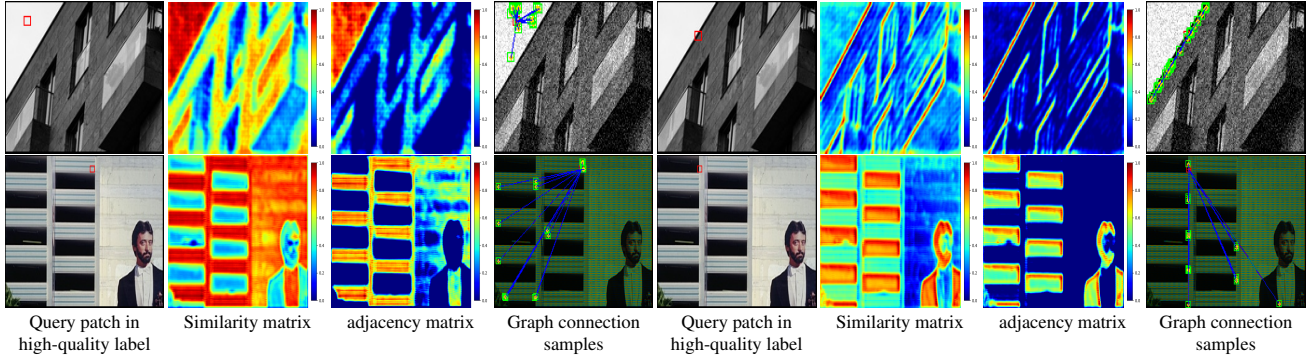 Query patch in
high-quality label
Similarity matrix
adjacency matrix
Graph connection
samples
Query patch in
high-quality label
Similarity matrix
adjacency matrix
Graph connection
samples